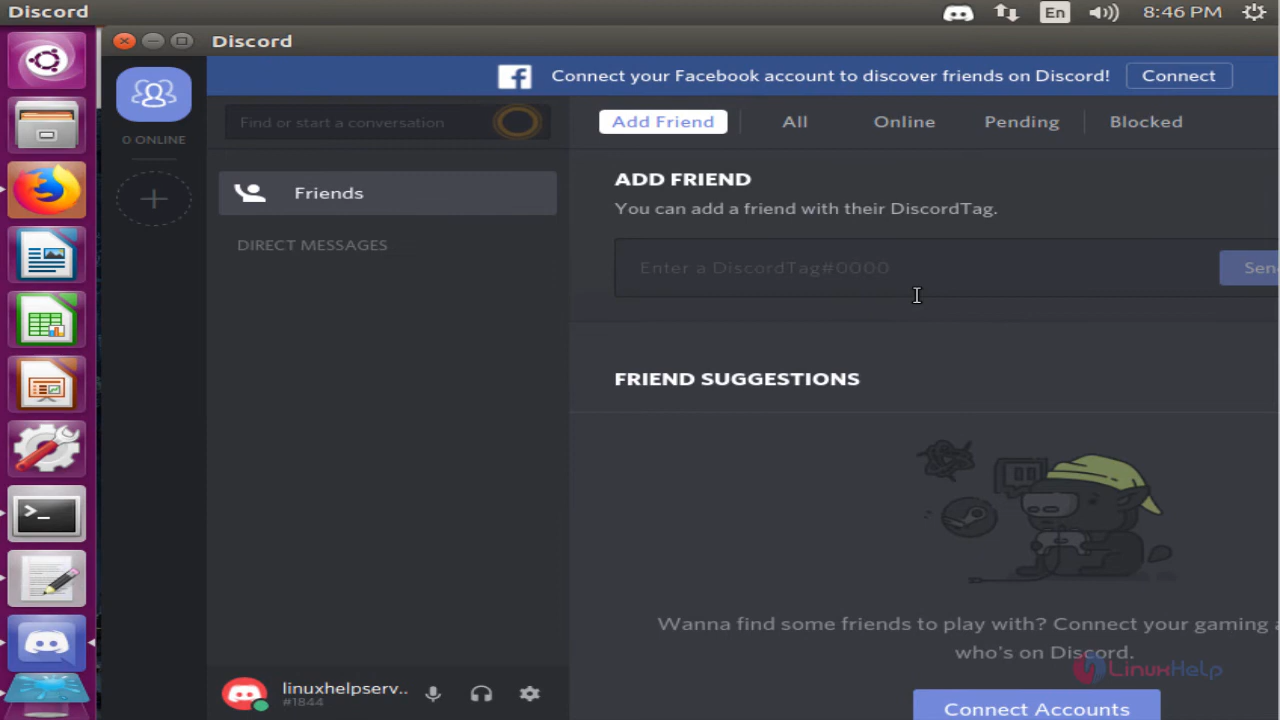 Discord
En
8:46 PM
Discord
Connect your Facebook account to discover friends on Discord!
Connect
0 ONLINE
Find or start a conversation
Add Friend
All
Online
Pending
Blocked
Friends
DIRECT MESSAGES
ADD FRIEND
You can add a friend with their DiscordTag.
Enter a DiscordTag#0000
Sen
FRIEND SUGGESTIONS
Wanna find some friends to play with? Connect your gaming a
who's on Discord.
LinuxHelp
linuxhelpserv..
#1844
Connect Accounts